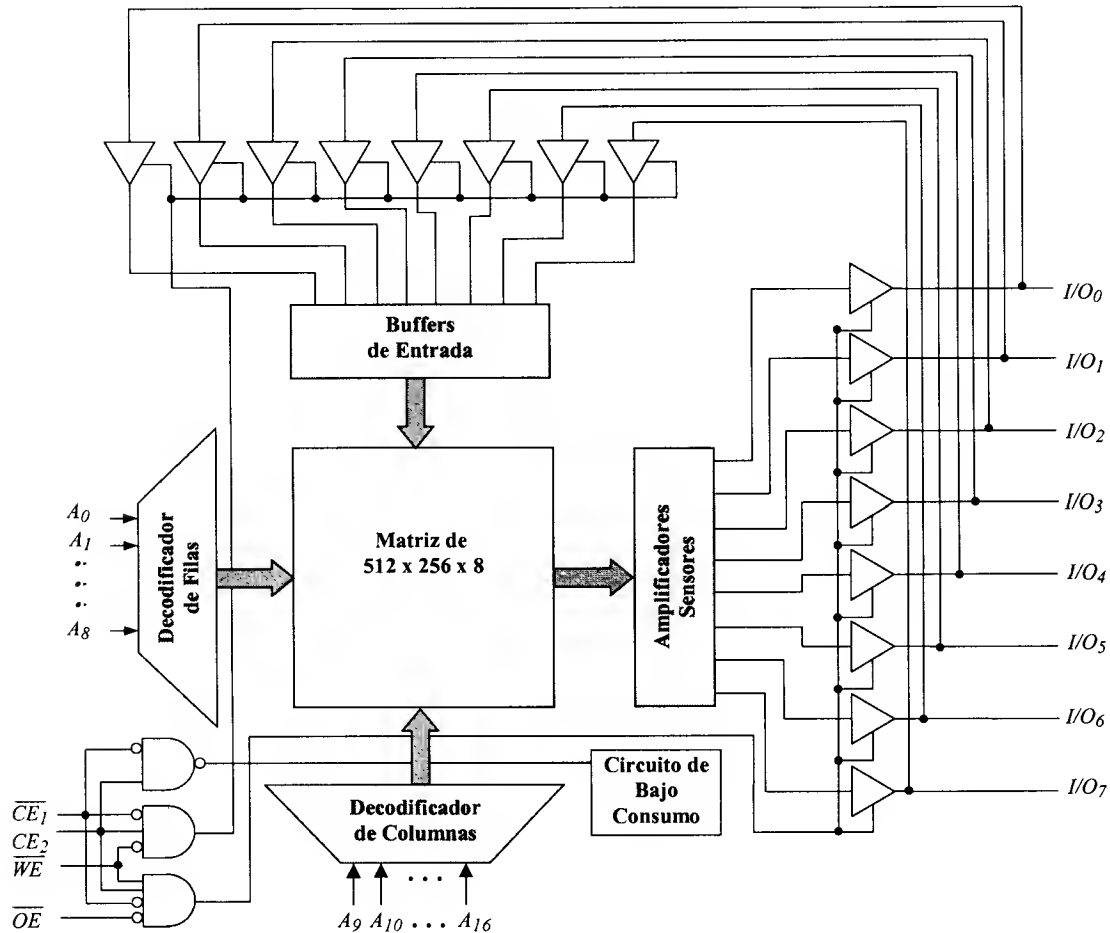 Buffers
de Entrada
I/O0
I/O1
I/O2
I/O3
I/O4
I/O5
I/O6
I/O7
A0
A1
A8
Decodificador
de Filas
Matriz de
512 x 256 x 8
Amplificadores
Sensores
Circuito de
Bajo
Consumo
Decodificador
de Columnas
CE1
CE2
WE
OE
A9 A10 . . . A16